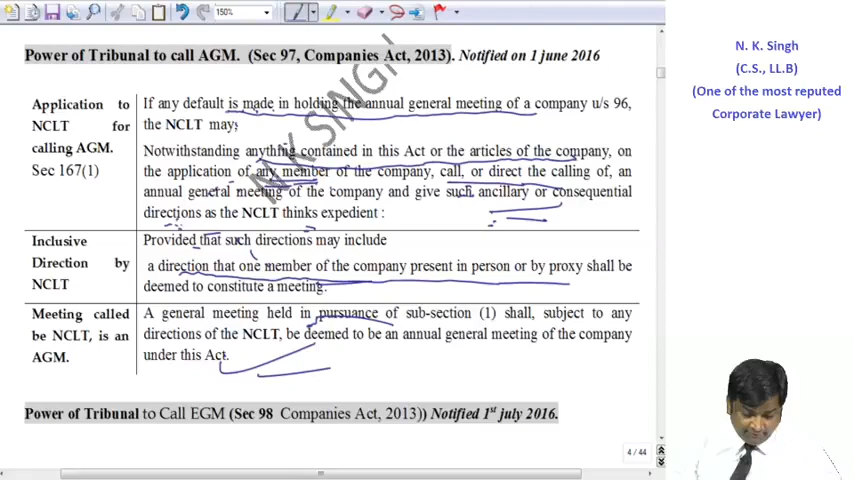 150%
N. K. Singh
(C.S., LL.B)
(One of the most reputed
Corporate Lawyer)
Power of Tribunal to call AGM. (Sec 97, Companies Act, 2013). Notified on 1 june 2016
Application to
NCLT for
calling AGM.
Sec 167(1)
If any default is made in holding the annual general meeting of a company u/s 96,
the NCLT may;
Notwithstanding anything contained in this Act or the articles of the company, on
the application of any member of the company, call, or direct the calling of, an
annual general meeting of the company and give such ancillary or consequential
directions as the NCLT thinks expedient :
Inclusive
Direction by
NCLT
Provided that such directions may include
a direction that one member of the company present in person or by proxy shall be
deemed to constitute a meeting.
Meeting called
be NCLT, is an
AGM.
A general meeting held in pursuance of sub-section (1) shall, subject to any
directions of the NCLT, be deemed to be an annual general meeting of the company
under this Act.
Power of Tribunal to Call EGM (Sec 98 Companies Act, 2013)) Notified 1st july 2016.
N K SINGH
4 / 44